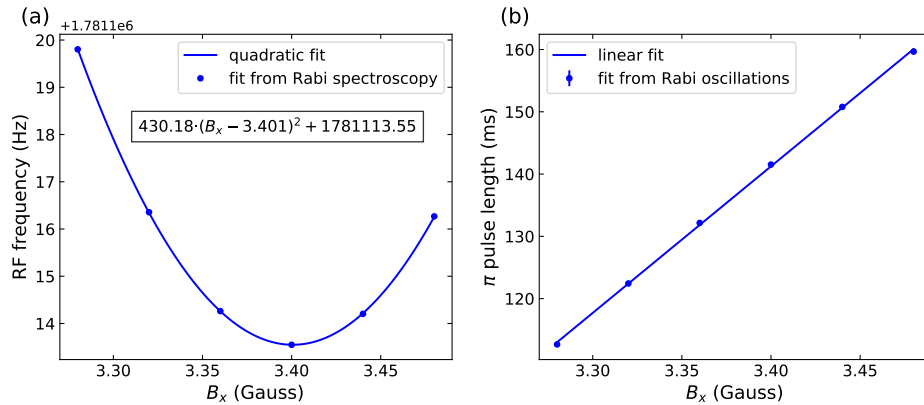 (a)
+1.7811e6
quadratic fit
fit from Rabi spectroscopy
430.18·(Bₓ − 3.401)² + 1781113.55
RF frequency (Hz)
20
19
18
17
16
15
14
3.30 3.35 3.40 3.45
Bₓ (Gauss)
(b)
linear fit
fit from Rabi oscillations
π pulse length (ms)
160
150
140
130
120
3.30 3.35 3.40 3.45
Bₓ (Gauss)